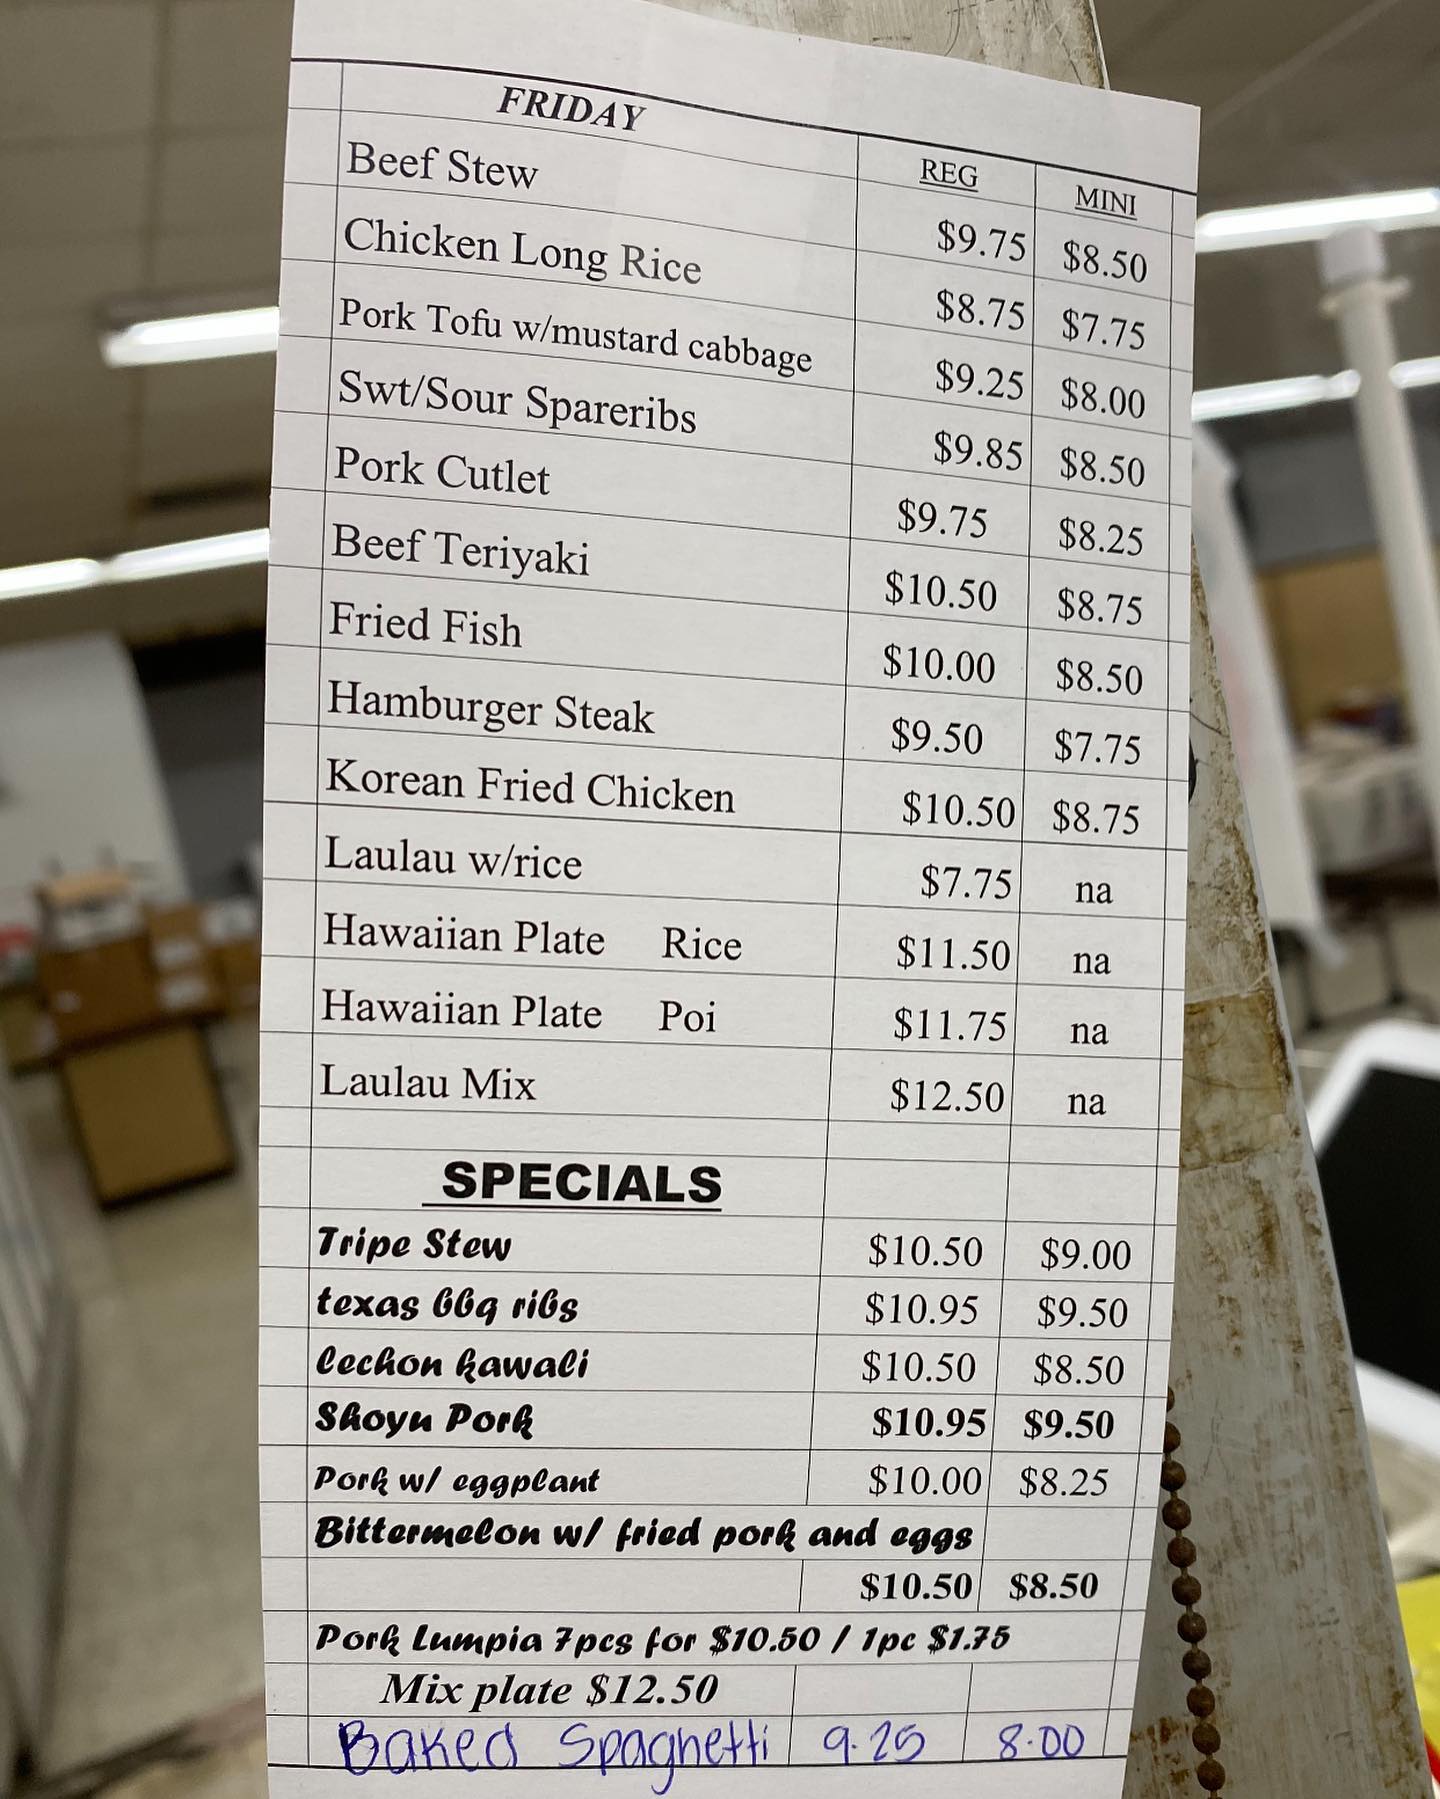 FRIDAY
REG MINI
Beef Stew $9.75 $8.50
Chicken Long Rice $8.75 $7.75
Pork Tofu w/mustard cabbage $9.25 $8.00
Swt/Sour Spareribs $9.85 $8.50
Pork Cutlet $9.75 $8.25
Beef Teriyaki $10.50 $8.75
Fried Fish $10.00 $8.50
Hamburger Steak $9.50 $7.75
Korean Fried Chicken $10.50 $8.75
Laulau w/rice $7.75 na
Hawaiian Plate Rice $11.50 na
Hawaiian Plate Poi $11.75 na
Laulau Mix $12.50 na
SPECIALS
Tripe Stew $10.50 $9.00
texas bbq ribs $10.95 $9.50
lechon kawali $10.50 $8.50
Shoyu Pork $10.95 $9.50
Pork w/ eggplant $10.00 $8.25
Bittermelon w/ fried pork and eggs
$10.50 $8.50
Pork Lumpia 7pcs for $10.50 / 1pc $1.75
Mix plate $12.50
Baked Spaghetti 9.25 8.00